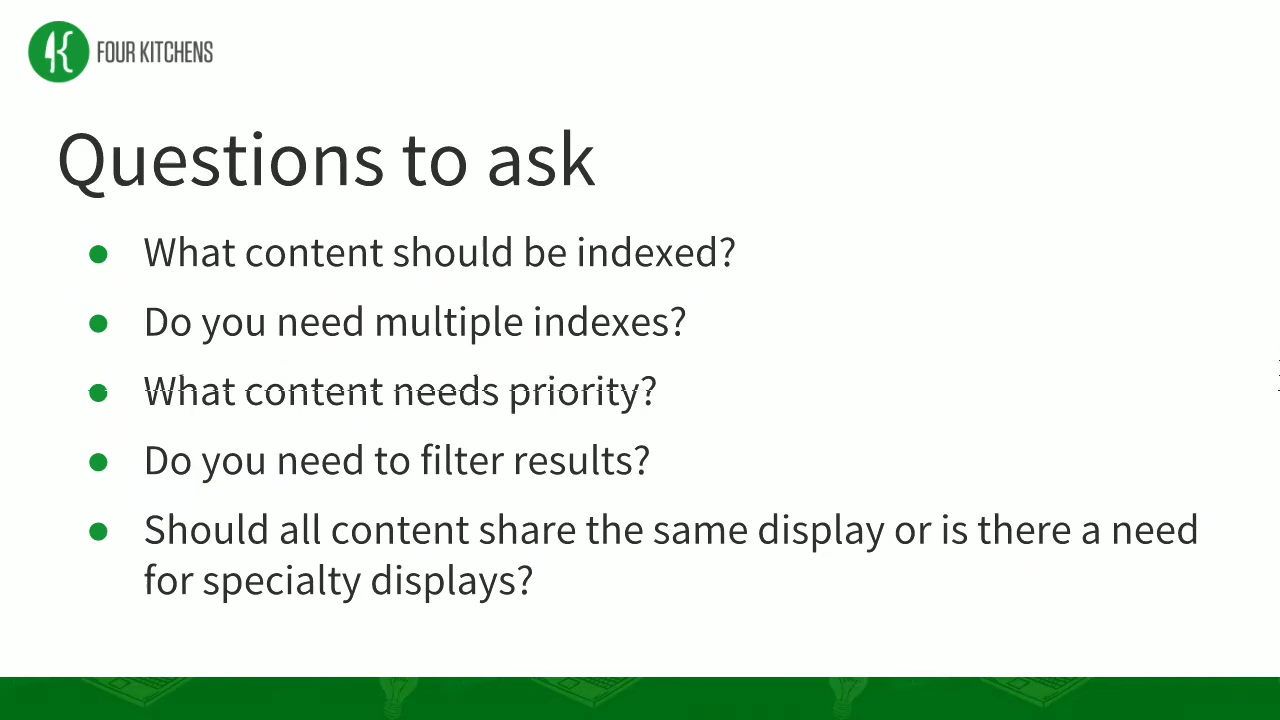 FOUR KITCHENS
Questions to ask
● What content should be indexed?
● Do you need multiple indexes?
● What content needs priority?
● Do you need to filter results?
● Should all content share the same display or is there a need
for specialty displays?